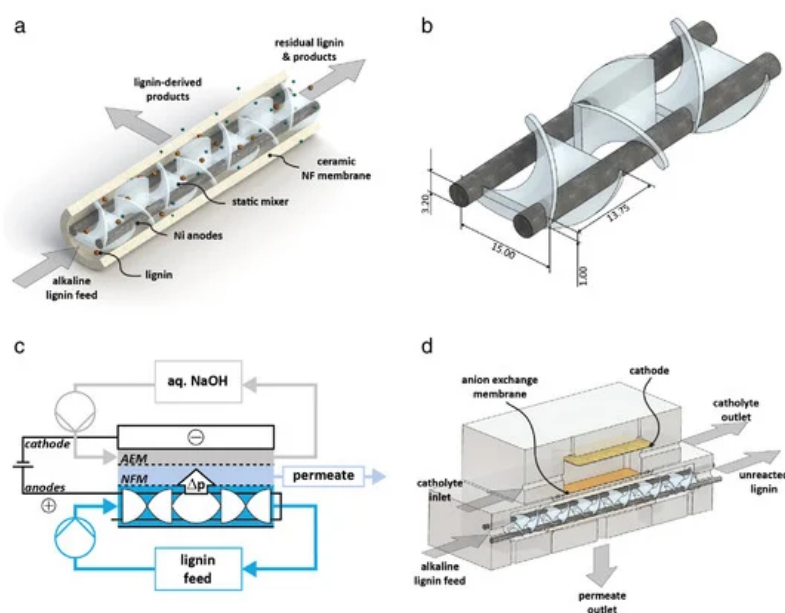 a
residual lignin
& products
lignin-derived
products
ceramic
NF membrane
static mixer
Ni anodes
lignin
alkaline
lignin feed
b
3.20
15.00
13.75
1.00
c
aq. NaOH
cathode
AEM
NFM
Δp
permeate
anodes
lignin
feed
d
cathode
anion exchange
membrane
catholyte
outlet
catholyte
inlet
unreacted
lignin
alkaline
lignin feed
permeate
outlet